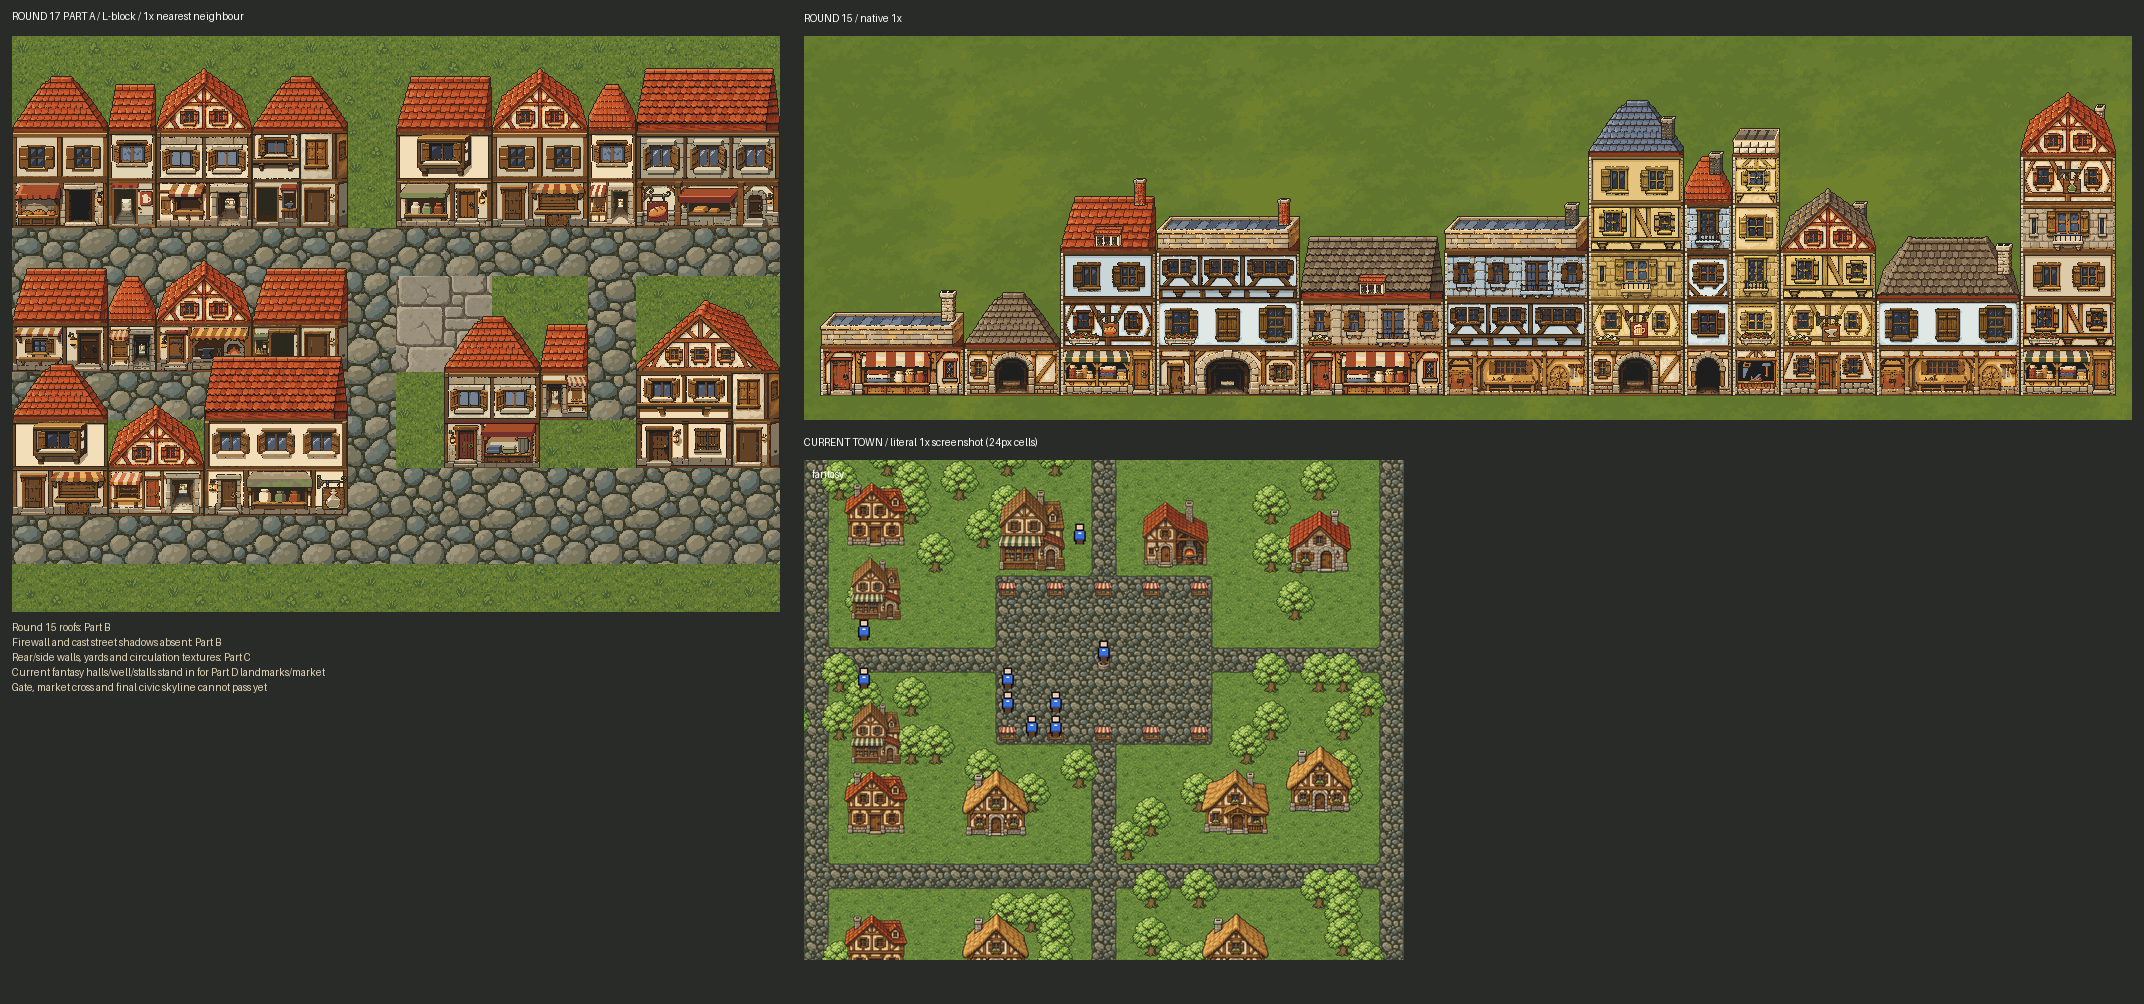 ROUND 17 PART A / L-block / 1x nearest neighbour
ROUND 15 / native 1x
CURRENT TOWN / literal 1x screenshot (24px cells)
fantasy
Round 15 roofs: Part B
Firewall and cast street shadows absent: Part B
Rear/side walls, yards and circulation textures: Part C
Current fantasy halls/well/stalls stand in for Part D landmarks/market
Gate, market cross and final civic skyline cannot pass yet